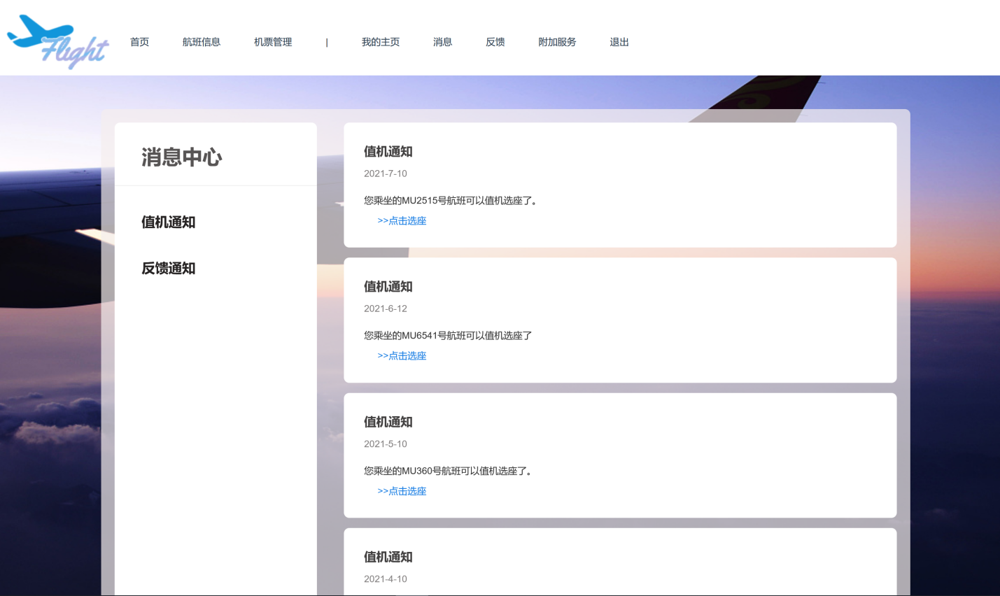 Flight
首页 航班信息 机票管理 | 我的主页 消息 反馈 附加服务 退出
消息中心
值机通知
反馈通知
值机通知
2021-7-10
您乘坐的MU2515号航班可以值机选座了。
>>点击选座
值机通知
2021-6-12
您乘坐的MU6541号航班可以值机选座了
>>点击选座
值机通知
2021-5-10
您乘坐的MU360号航班可以值机选座了。
>>点击选座
值机通知
2021-4-10